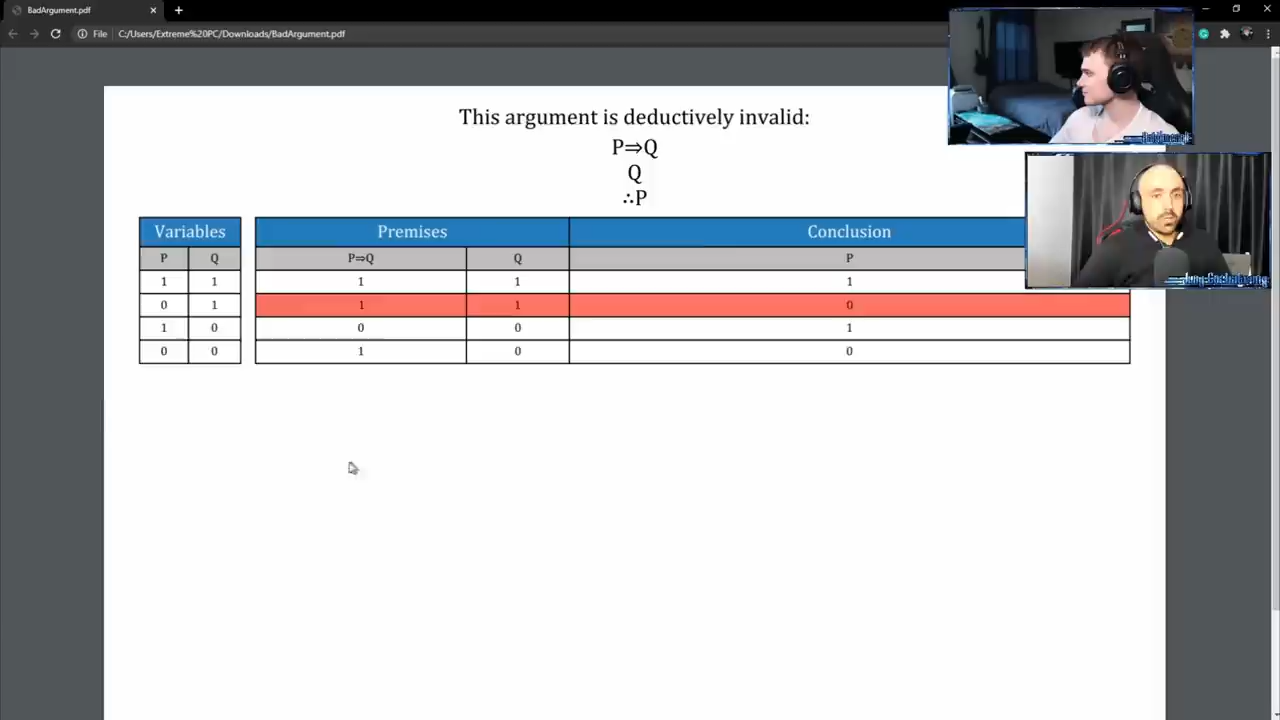 BadArgument.pdf
File C:/Users/Extreme%20PC/Downloads/BadArgument.pdf
This argument is deductively invalid:
P⇒Q
Q
∴P
Variables Premises Conclusion
P Q P⇒Q Q P
1 1 1 1 1
0 1 1 1 0
1 0 0 0 1
0 0 1 0 0